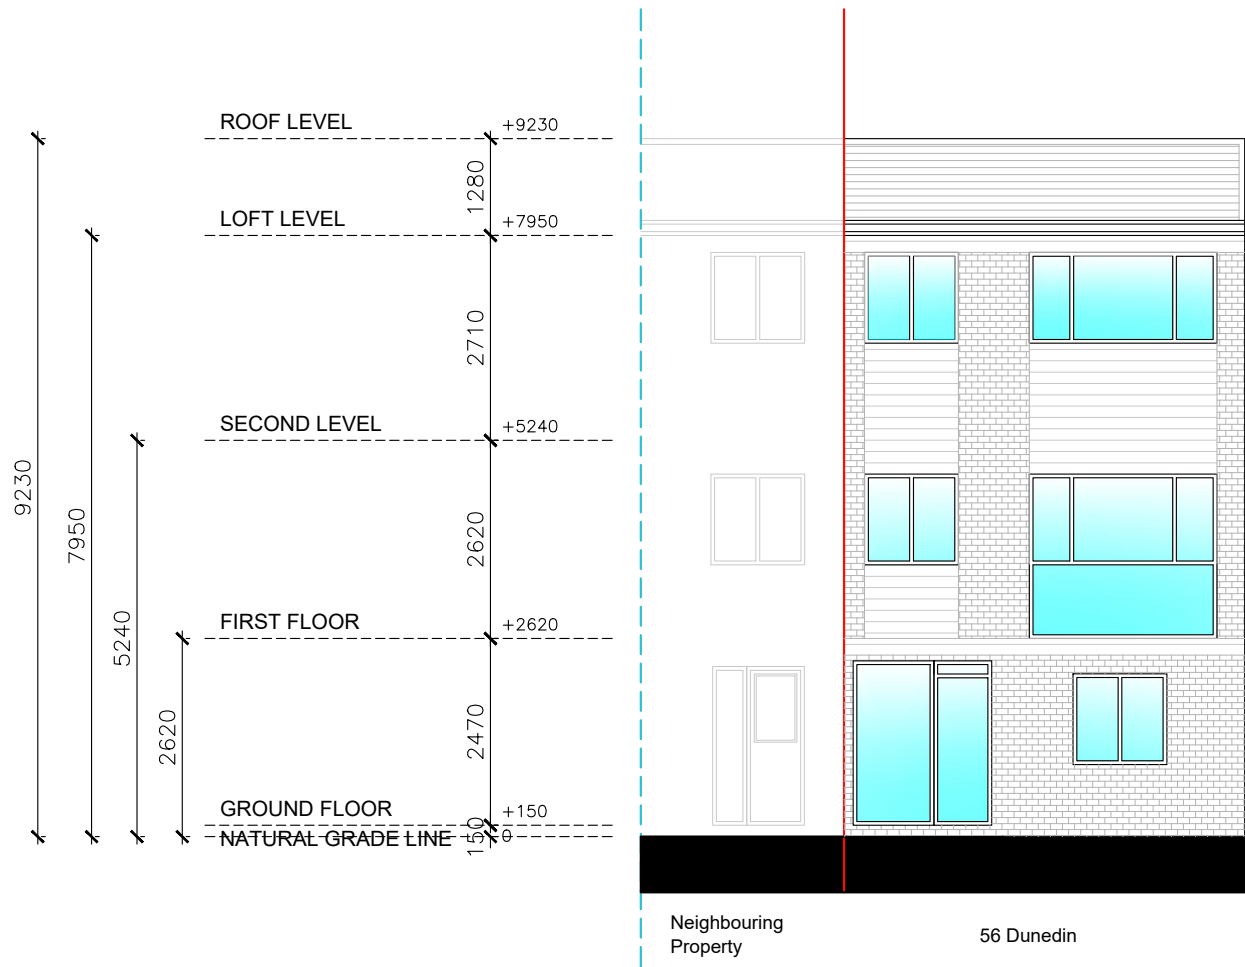 ROOF LEVEL
+9230
1280
LOFT LEVEL
+7950
2710
SECOND LEVEL
+5240
9230
7950
2620
5240
FIRST FLOOR
+2620
2620
2470
GROUND FLOOR
+150
NATURAL GRADE LINE
150
0
Neighbouring
Property
56 Dunedin